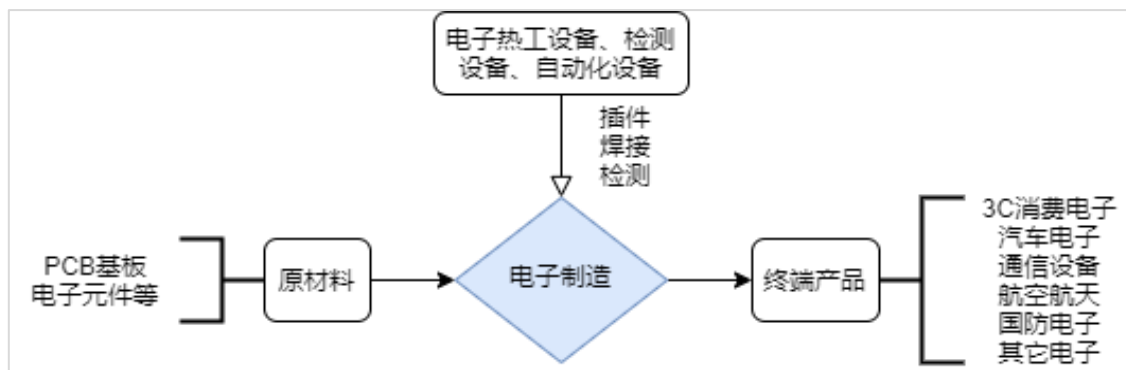 电子热工设备、检测
设备、自动化设备
插件
焊接
检测
PCB基板
电子元件等
原材料
电子制造
终端产品
3C消费电子
汽车电子
通信设备
航空航天
国防电子
其它电子